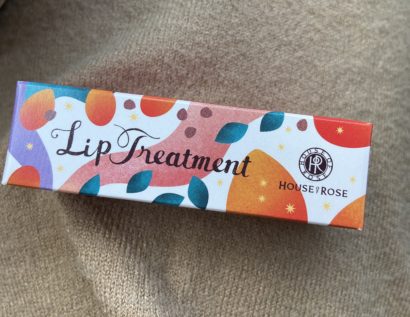 Lip Treatment
HOUSE OF ROSE